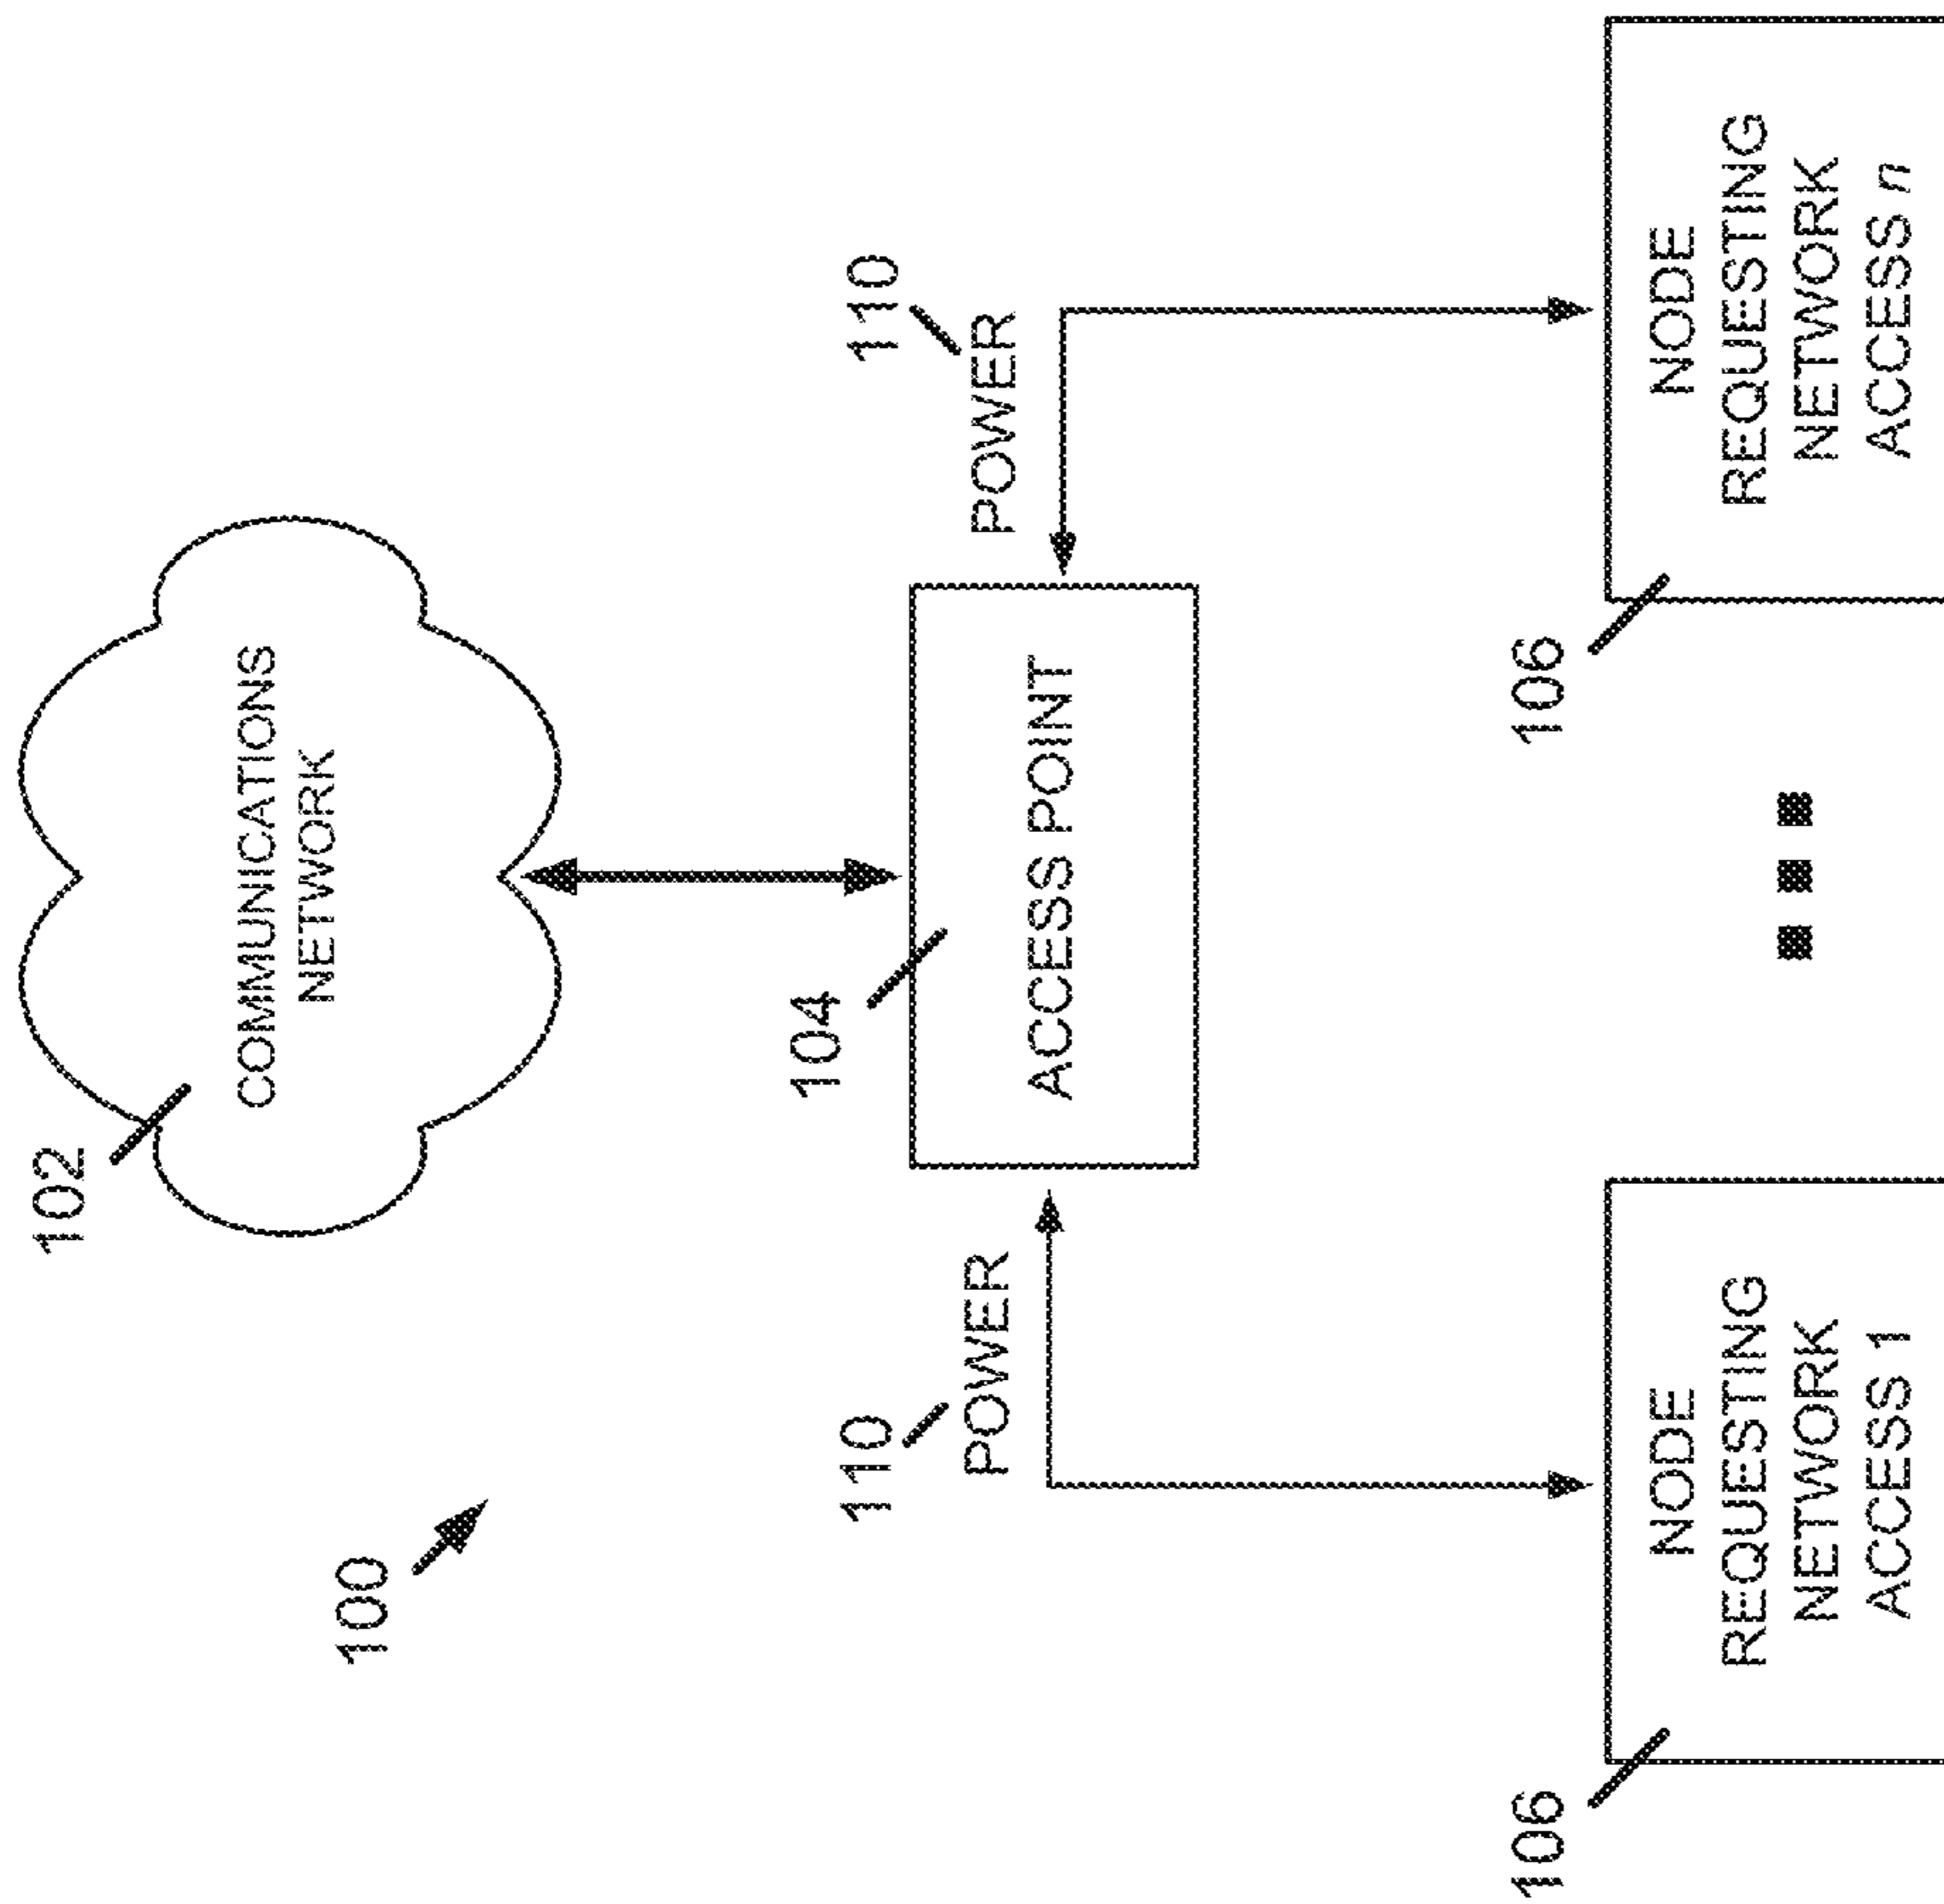 102
COMMUNICATIONS
NETWORK
100
104
ACCESS POINT
110
POWER
110
POWER
106
NODE
REQUESTING
NETWORK
ACCESS 1
106
NODE
REQUESTING
NETWORK
ACCESS n